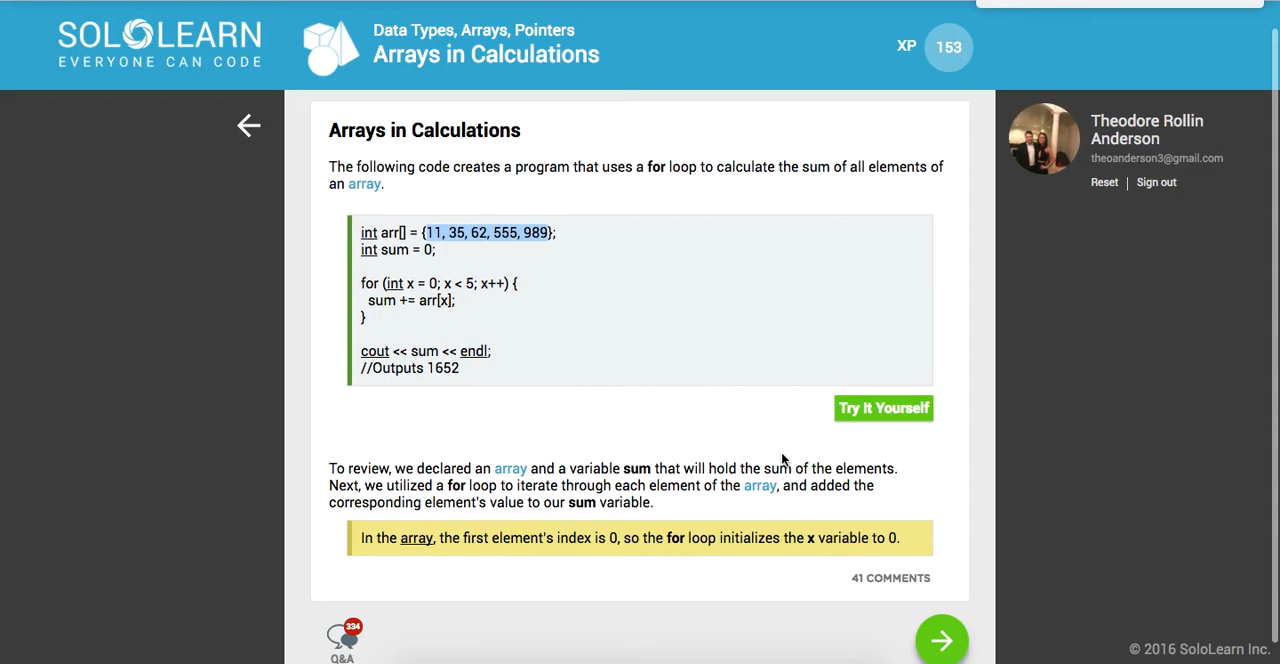 SOLOLEARN
EVERYONE CAN CODE
Data Types, Arrays, Pointers
Arrays in Calculations
XP 153
Theodore Rollin
Anderson
theoanderson3@gmail.com
Reset | Sign out
Arrays in Calculations
The following code creates a program that uses a for loop to calculate the sum of all elements of
an array.
int arr[] = {11, 35, 62, 555, 989};
int sum = 0;
for (int x = 0; x < 5; x++) {
sum += arr[x];
}
cout << sum << endl;
//Outputs 1652
Try It Yourself
To review, we declared an array and a variable sum that will hold the sum of the elements.
Next, we utilized a for loop to iterate through each element of the array, and added the
corresponding element's value to our sum variable.
In the array, the first element's index is 0, so the for loop initializes the x variable to 0.
41 COMMENTS
334
Q&A
© 2016 SoloLearn Inc.